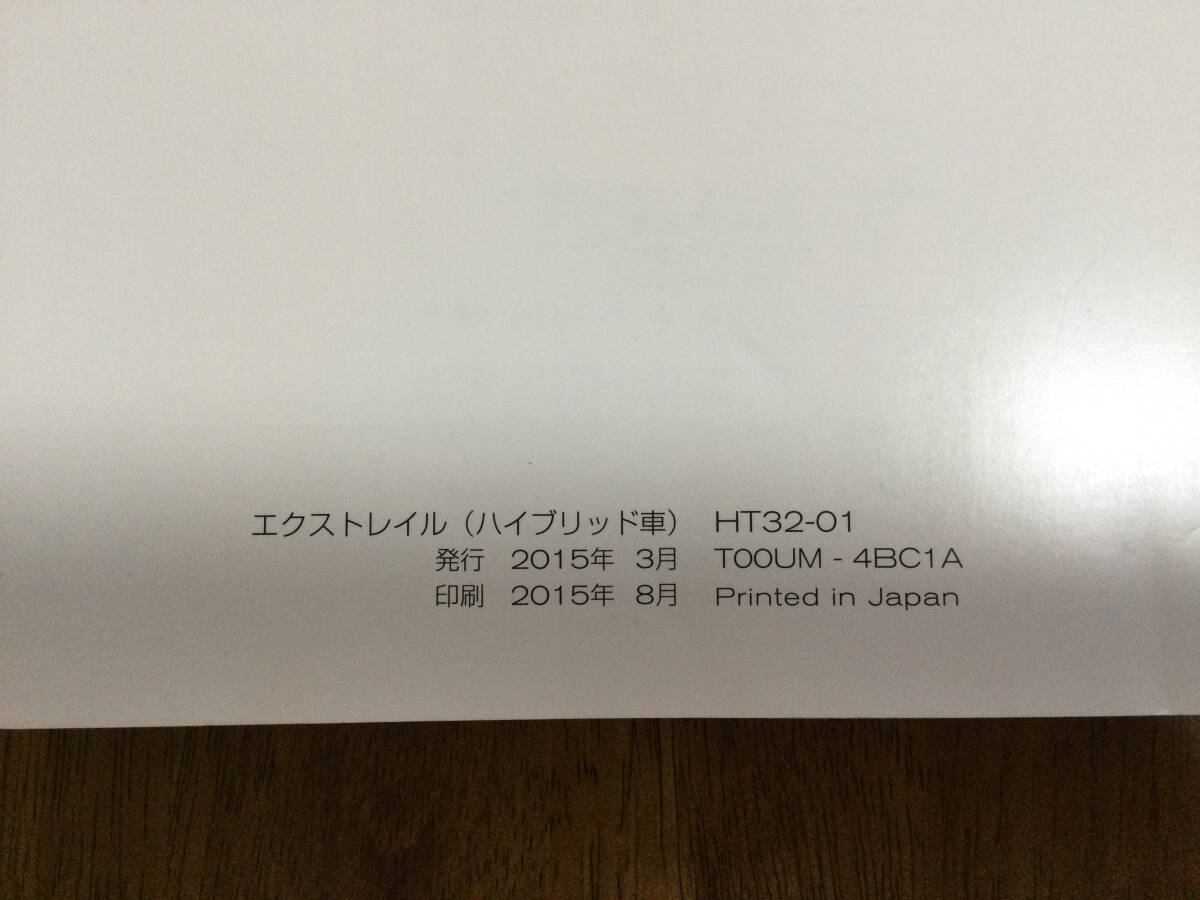 エクストレイル（ハイブリッド車） HT32-01
発行 2015年 3月 T00UM - 4BC1A
印刷 2015年 8月 Printed in Japan